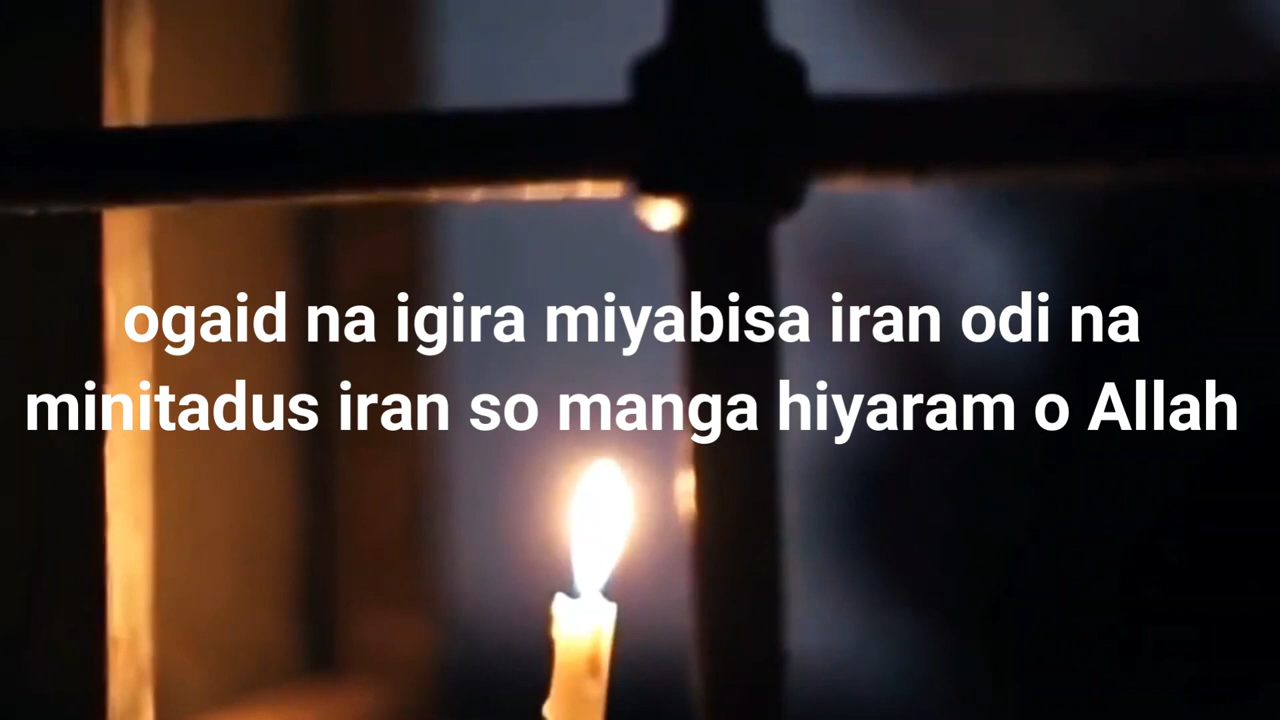 ogaid na igira miyabisa iran odi na
minitadus iran so manga hiyaram o Allah